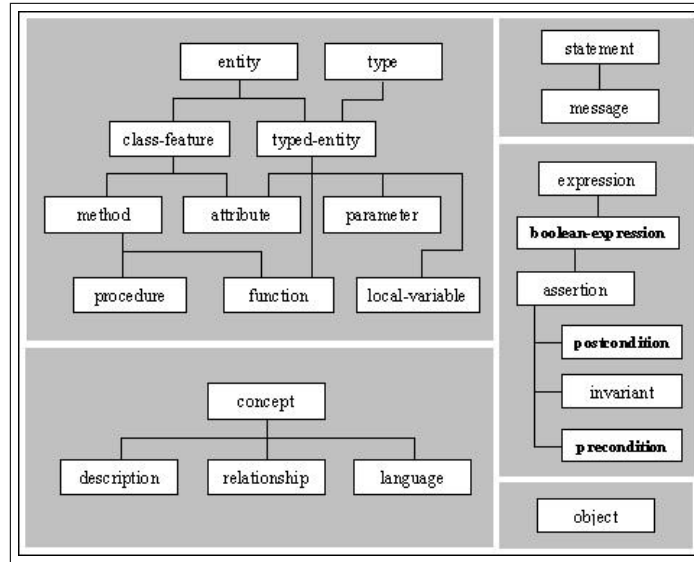 entity
type
class-feature
typed-entity
method
attribute
parameter
procedure
function
local-variable
concept
description
relationship
language
statement
message
expression
boolean-expression
assertion
postcondition
invariant
precondition
object